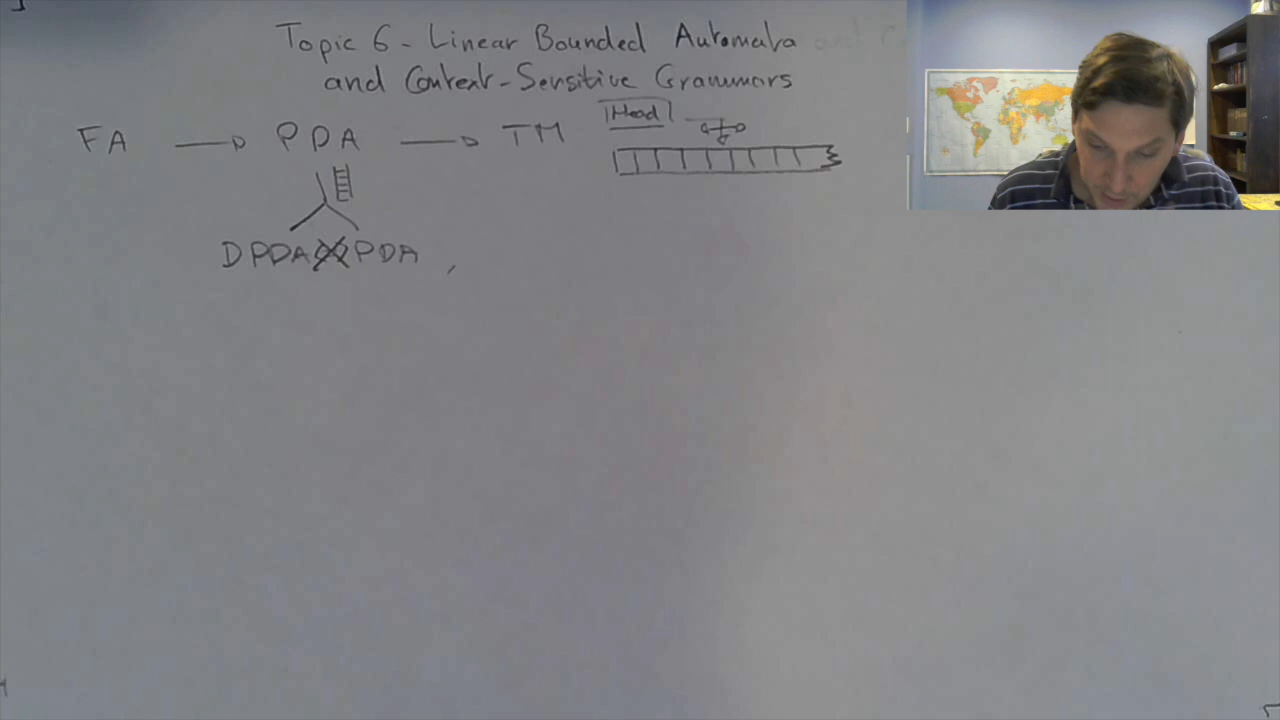 Topic 6 - Linear Bounded Automata
and Context-Sensitive Grammars
Head
FA → PDA → TM
DPDA PDA ,